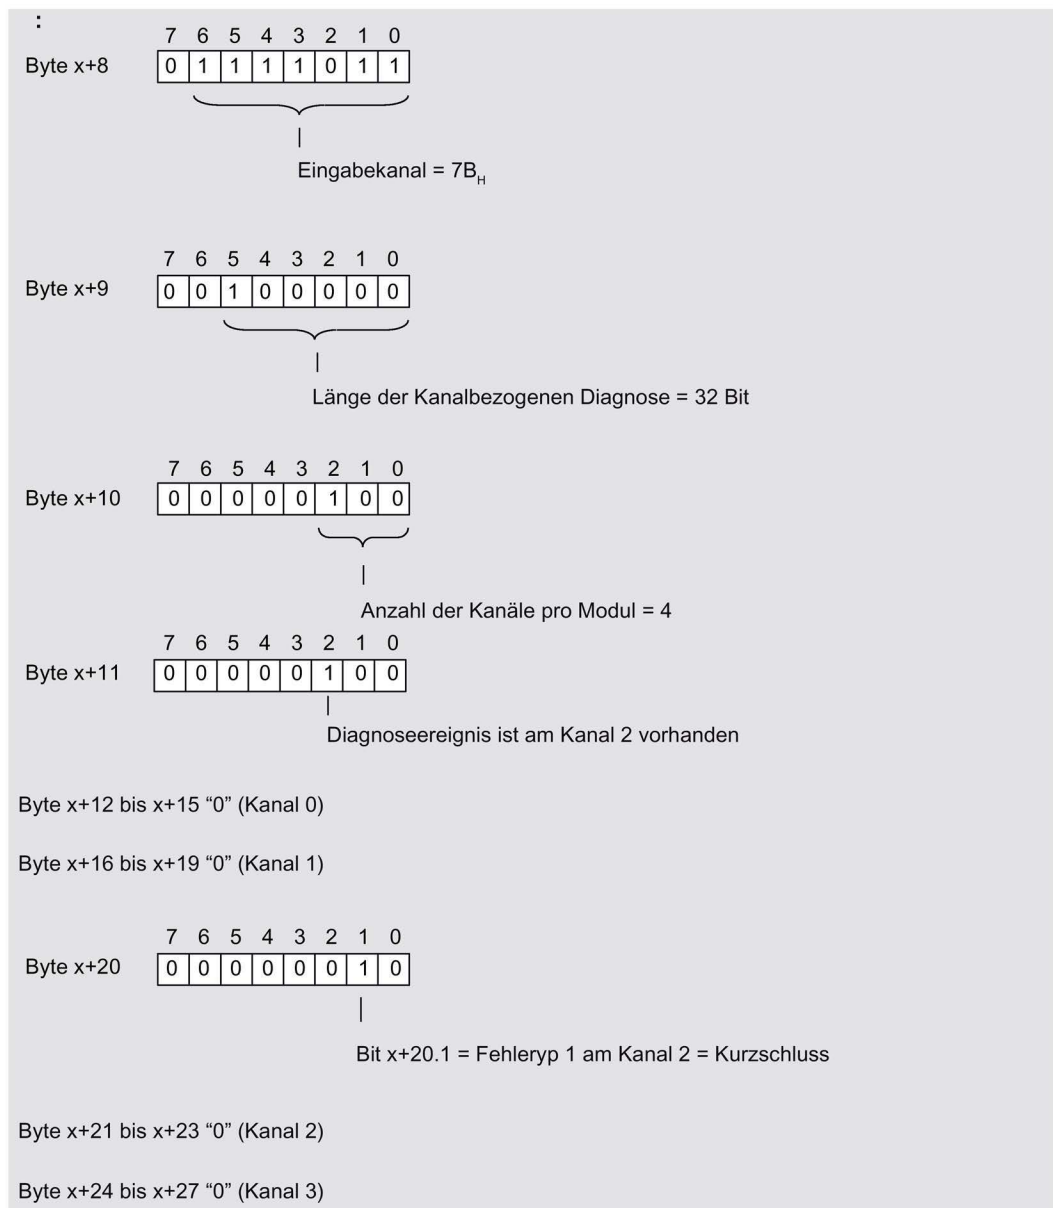 :
7 6 5 4 3 2 1 0
Byte x+8 0 1 1 1 1 0 1 1
Eingabekanal = 7B_H
7 6 5 4 3 2 1 0
Byte x+9 0 0 1 0 0 0 0 0
Länge der Kanalbezogenen Diagnose = 32 Bit
7 6 5 4 3 2 1 0
Byte x+10 0 0 0 0 0 1 0 0
Anzahl der Kanäle pro Modul = 4
7 6 5 4 3 2 1 0
Byte x+11 0 0 0 0 0 1 0 0
Diagnoseereignis ist am Kanal 2 vorhanden
Byte x+12 bis x+15 “0” (Kanal 0)
Byte x+16 bis x+19 “0” (Kanal 1)
7 6 5 4 3 2 1 0
Byte x+20 0 0 0 0 0 0 1 0
Bit x+20.1 = Fehleryp 1 am Kanal 2 = Kurzschluss
Byte x+21 bis x+23 “0” (Kanal 2)
Byte x+24 bis x+27 “0” (Kanal 3)